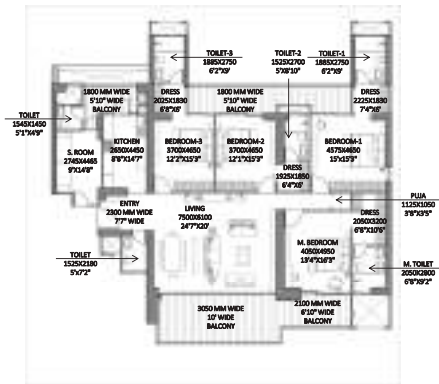 TOILET-3
1885X2750
6'2"X9'
TOILET-2
1525X2700
5'X8'10"
TOILET-1
1885X2750
6'2"X9'
1800 MM WIDE
5'10" WIDE
BALCONY
DRESS
2025X1830
6'8"X6'
1800 MM WIDE
5'10" WIDE
BALCONY
DRESS
2225X1830
7'4"X6'
TOILET
1545X1450
5'1"X4'9"
S. ROOM
2745X4465
9'X14'8"
KITCHEN
2650X4450
8'8"X14'7"
BEDROOM-3
3700X4650
12'2"X15'3"
BEDROOM-2
3700X4650
12'1"X15'3"
DRESS
1925X1850
6'4"X6'
BEDROOM-1
4575X4650
15'x15'3"
ENTRY
2300 MM WIDE
7'7" WIDE
LIVING
7500X6100
24'7"X20'
PUJA
1125X1050
3'8"X3'5"
DRESS
2050X3200
6'8"X10'6"
M. BEDROOM
4050X4950
13'4"X16'3"
TOILET
1525X2180
5'x7'2"
M. TOILET
2050X2800
6'8"X9'2"
3050 MM WIDE
10' WIDE
BALCONY
2100 MM WIDE
6'10" WIDE
BALCONY